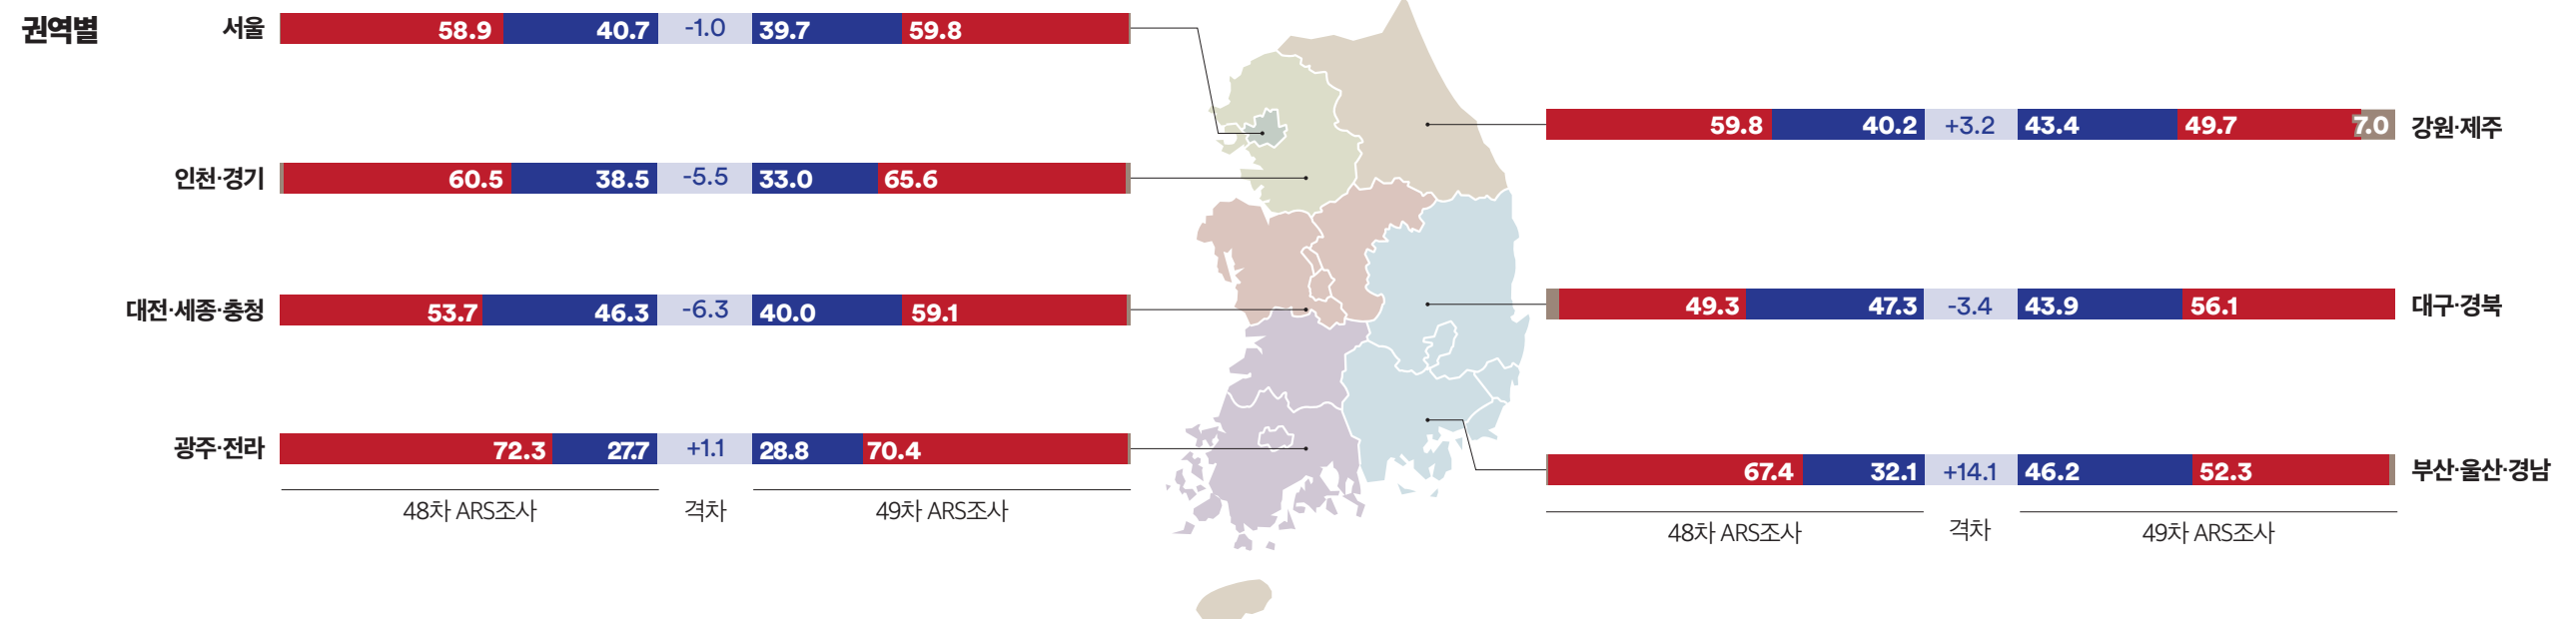 권역별
서울 58.9 40.7 -1.0 39.7 59.8
인천·경기 60.5 38.5 -5.5 33.0 65.6
대전·세종·충청 53.7 46.3 -6.3 40.0 59.1
광주·전라 72.3 27.7 +1.1 28.8 70.4
48차 ARS조사 격차 49차 ARS조사
59.8 40.2 +3.2 43.4 49.7 7.0 강원·제주
49.3 47.3 -3.4 43.9 56.1 대구·경북
67.4 32.1 +14.1 46.2 52.3 부산·울산·경남
48차 ARS조사 격차 49차 ARS조사